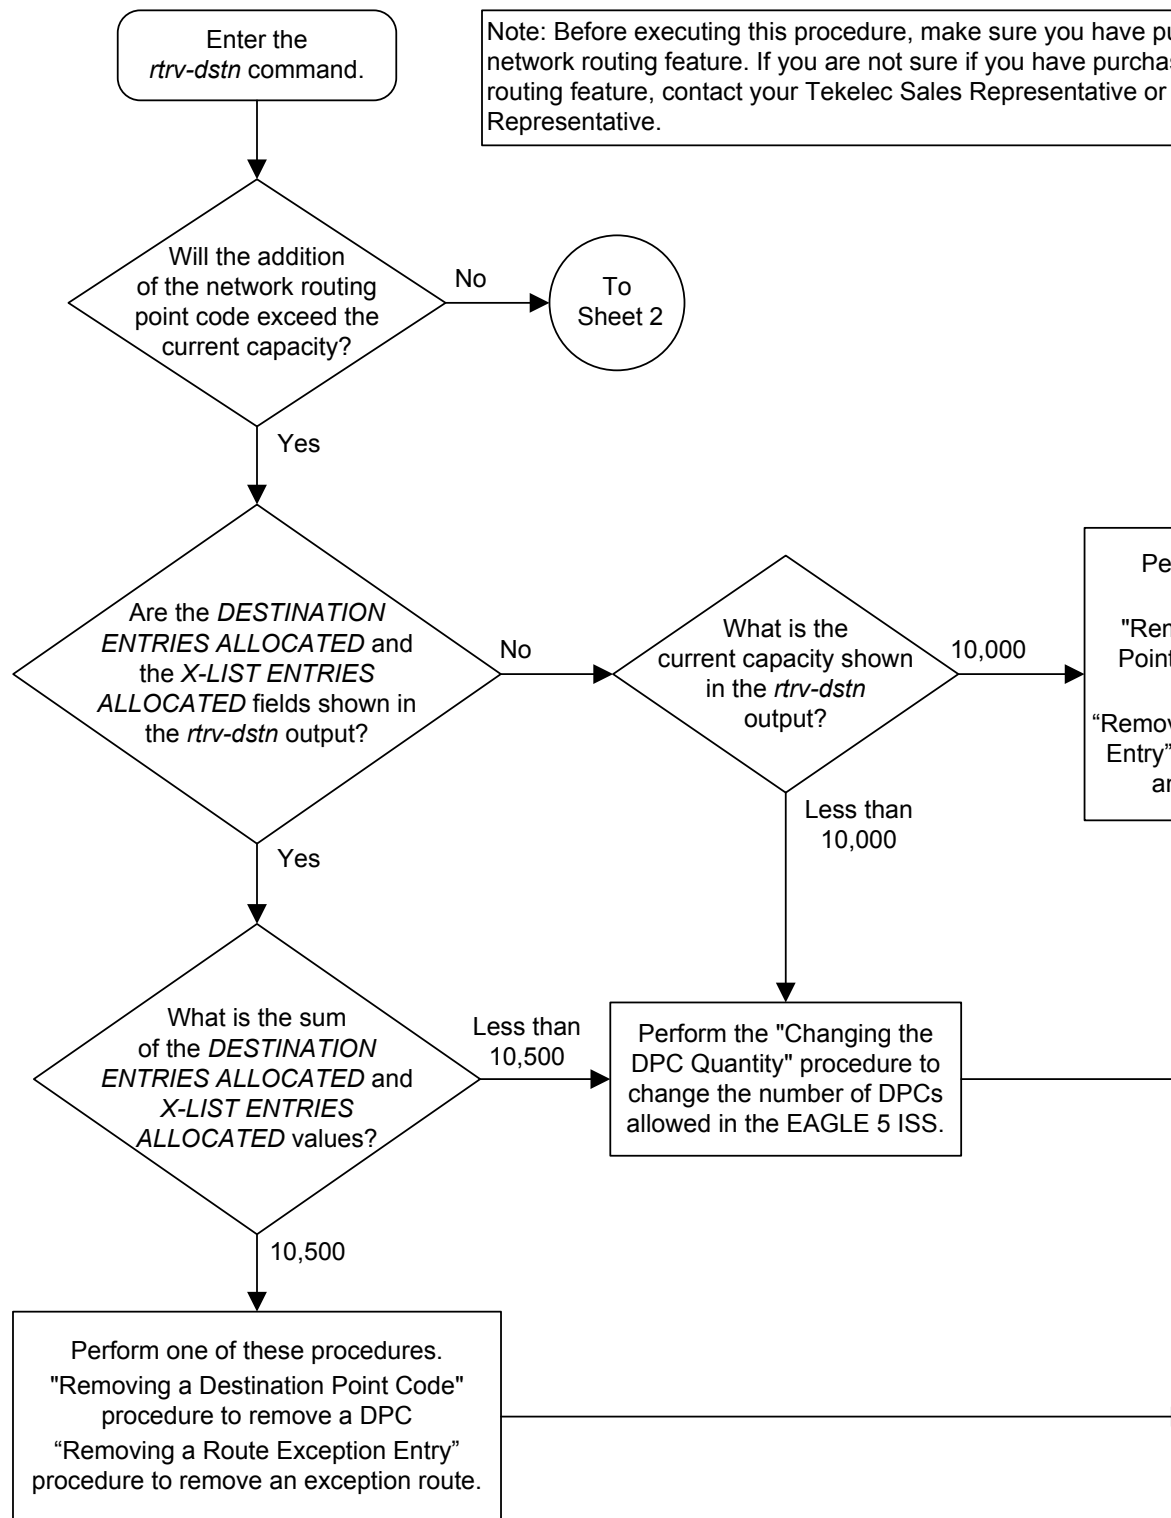 Enter the
rtrv-dstn command.
Note: Before executing this procedure, make sure you have
network routing feature. If you are not sure if you have
routing feature, contact your Tekelec Sales Representative or
Representative.
Will the addition
of the network routing
point code exceed the
current capacity?
No
To
Sheet 2
Yes
Are the DESTINATION
ENTRIES ALLOCATED and
the X-LIST ENTRIES
ALLOCATED fields shown in
the rtrv-dstn output?
No
What is the
current capacity shown
in the rtrv-dstn
output?
10,000
Point
Entry”
Less than
10,000
Yes
What is the sum
of the DESTINATION
ENTRIES ALLOCATED and
X-LIST ENTRIES
ALLOCATED values?
Less than
10,500
Perform the "Changing the
DPC Quantity" procedure to
change the number of DPCs
allowed in the EAGLE 5 ISS.
10,500
Perform one of these procedures.
"Removing a Destination Point Code"
procedure to remove a DPC
“Removing a Route Exception Entry”
procedure to remove an exception route.